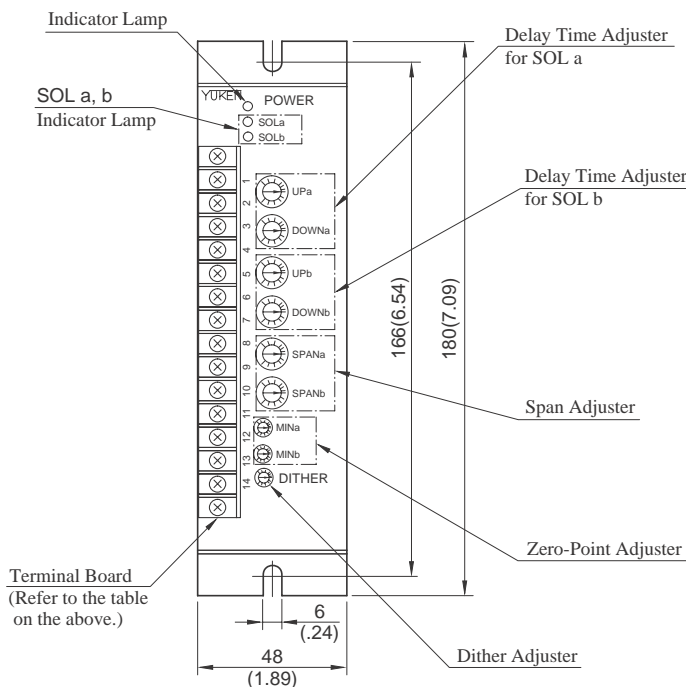 Indicator Lamp
Delay Time Adjuster
for SOL a
SOL a, b
Indicator Lamp
YUKEN
POWER
SOLa
SOLb
1
2
3
4
5
6
7
8
9
10
11
12
13
14
UPa
DOWNa
UPb
DOWNb
SPANa
SPANb
MINa
MINb
DITHER
Delay Time Adjuster
for SOL b
166(6.54)
180(7.09)
Span Adjuster
Zero-Point Adjuster
Terminal Board
(Refer to the table
on the above.)
6
(.24)
48
(1.89)
Dither Adjuster